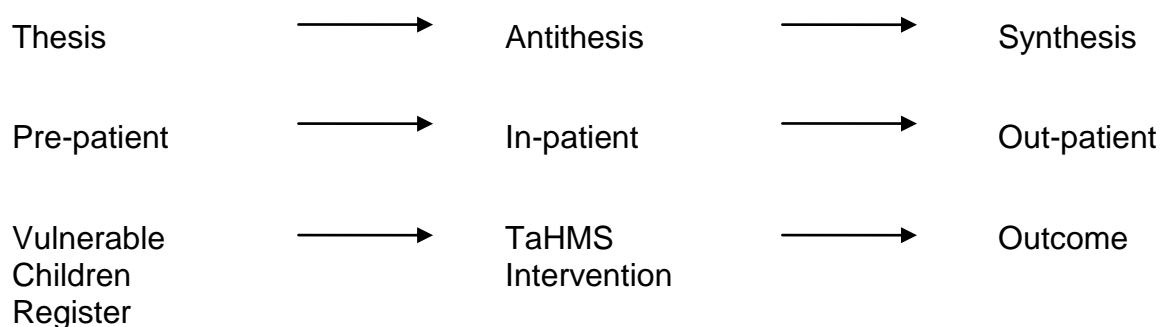 Thesis Antithesis Synthesis
Pre-patient In-patient Out-patient
Vulnerable TaHMS Outcome
Children Intervention
Register